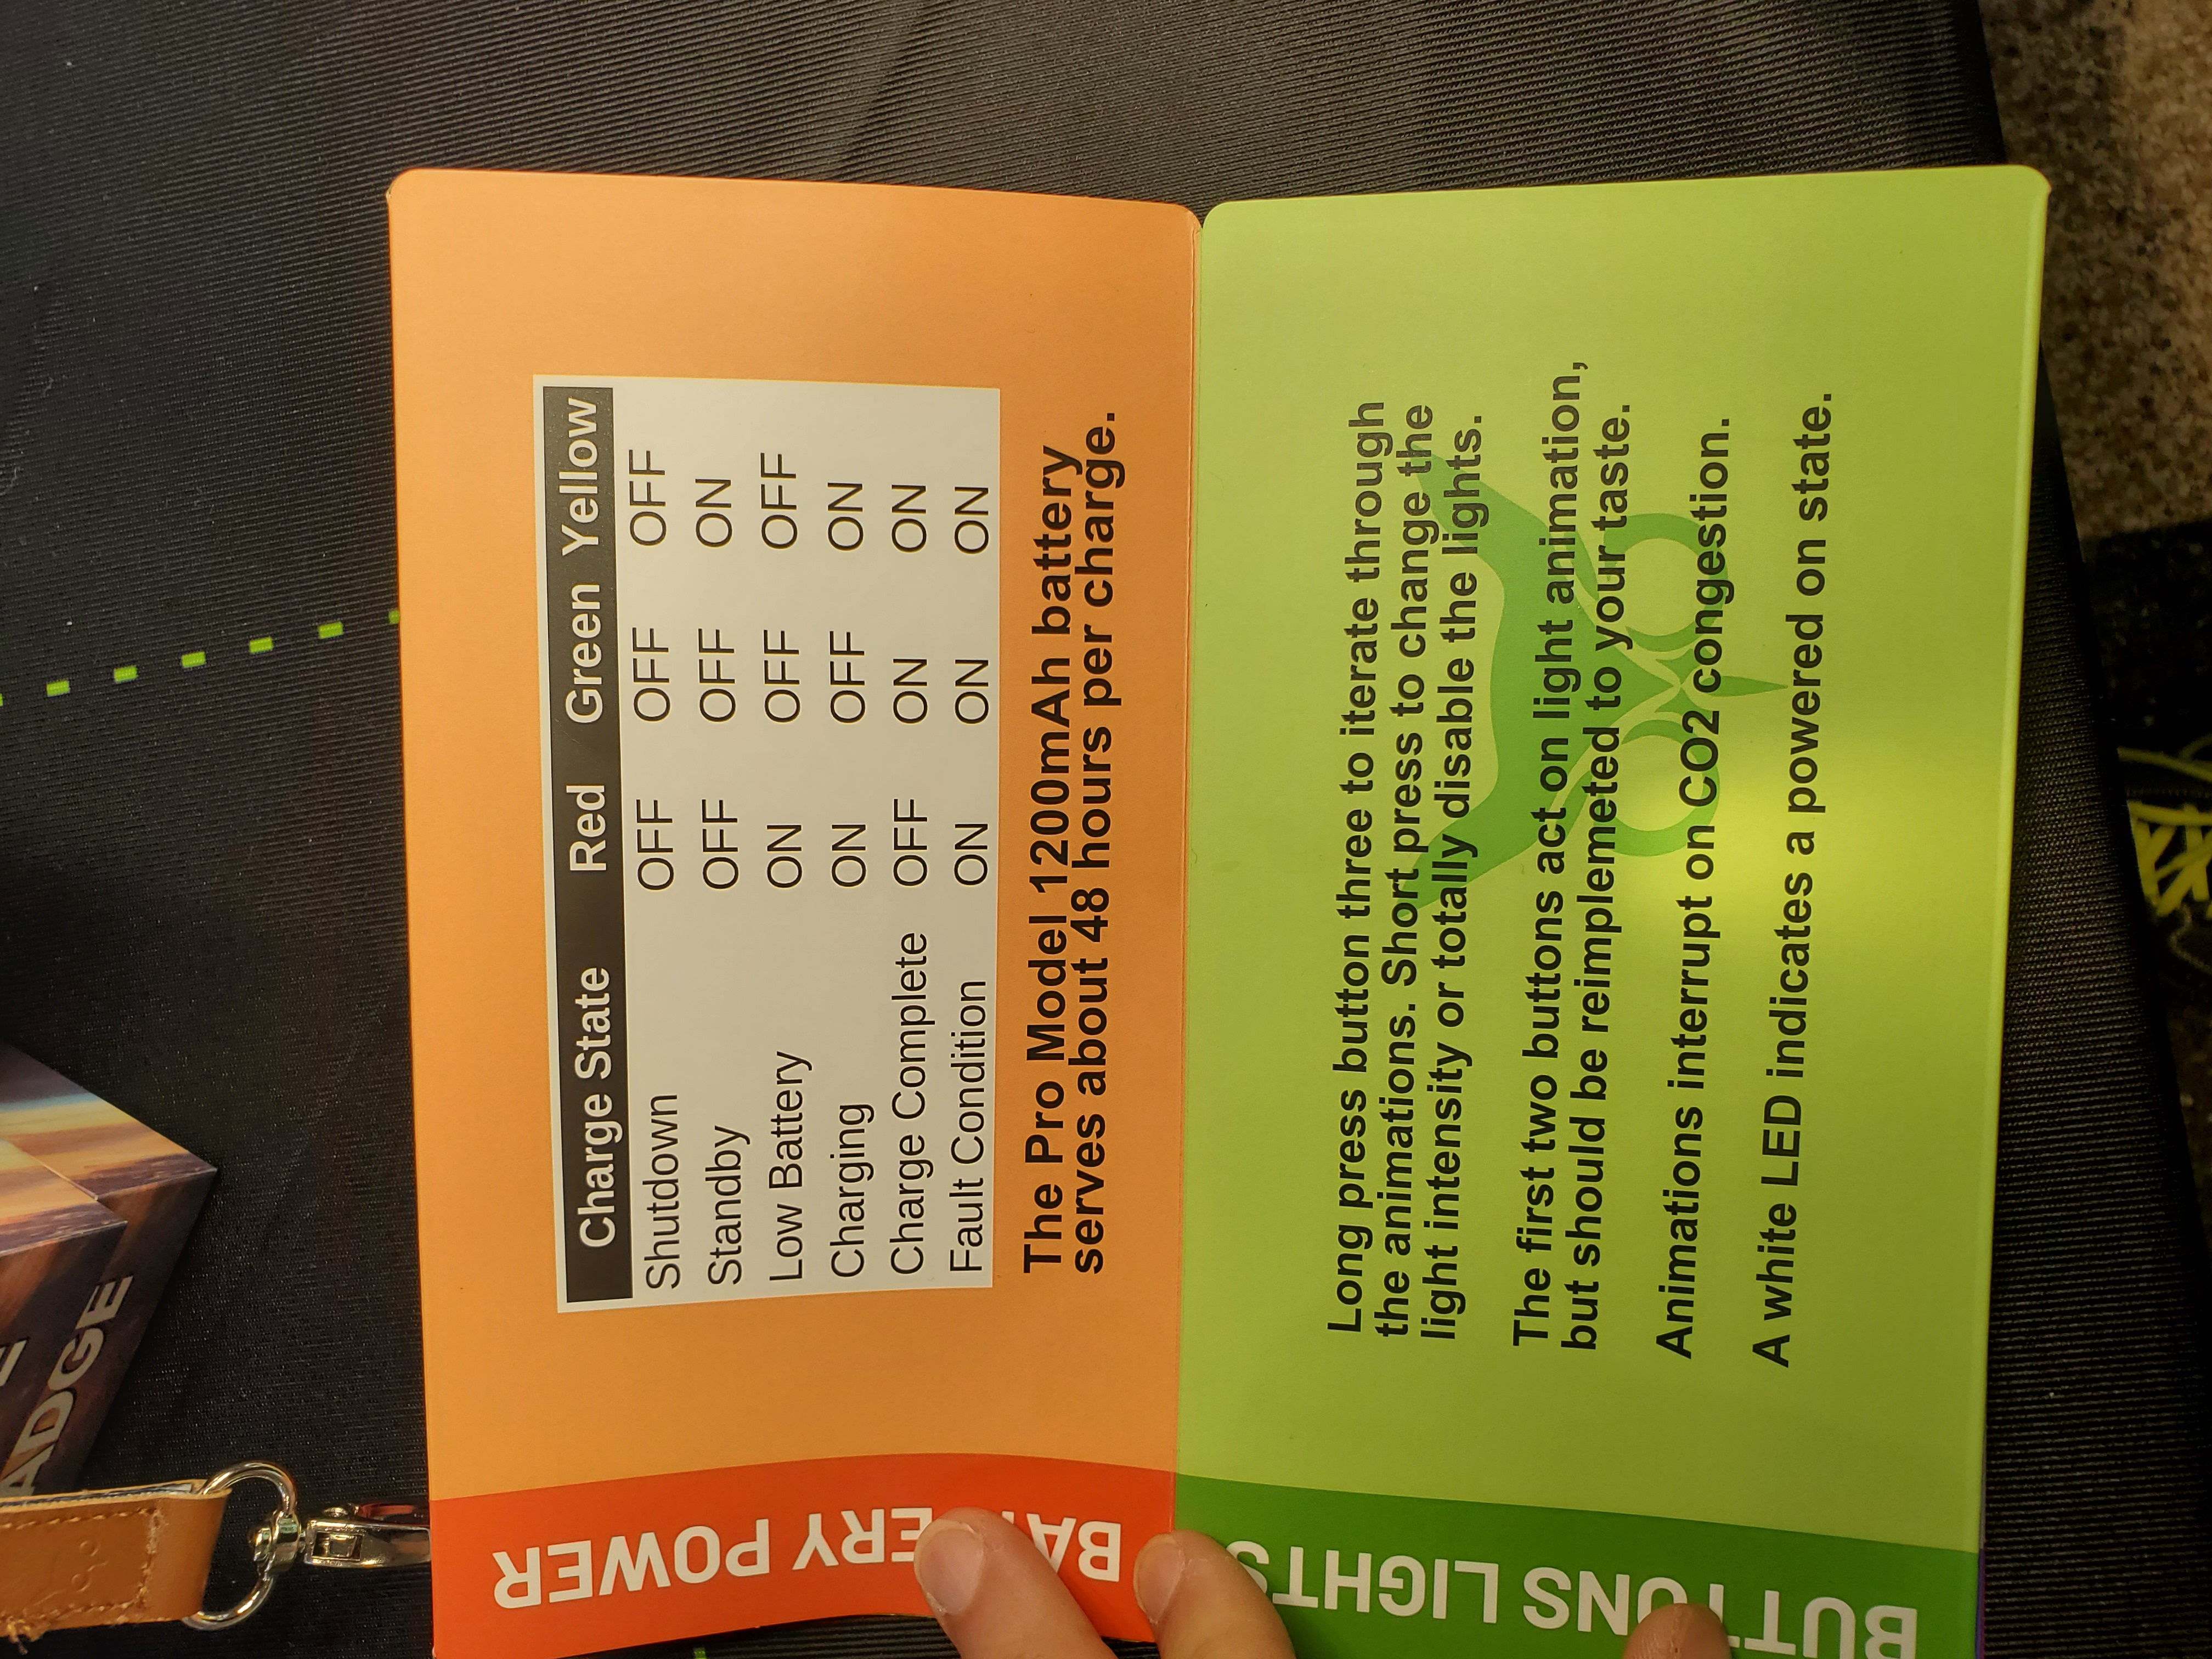 ADGE
BATTERY POWER
Charge State Red Green Yellow
Shutdown OFF OFF OFF
Standby OFF OFF ON
Low Battery ON OFF OFF
Charging ON OFF ON
Charge Complete OFF ON ON
Fault Condition ON ON ON
The Pro Model 1200mAh battery
serves about 48 hours per charge.
BUTTONS LIGHTS
Long press button three to iterate through
the animations. Short press to change the
light intensity or totally disable the lights.
The first two buttons act on light animation,
but should be reimplemeted to your taste.
Animations interrupt on CO2 congestion.
A white LED indicates a powered on state.